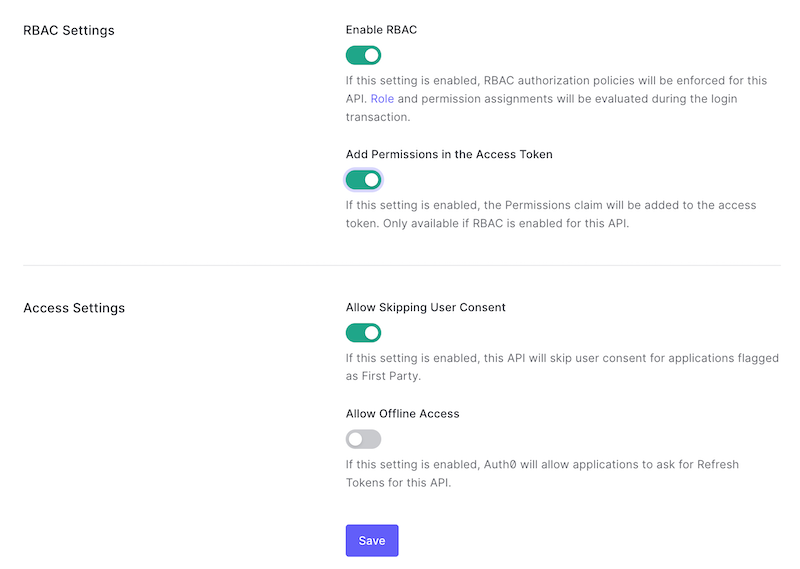 RBAC Settings
Enable RBAC
If this setting is enabled, RBAC authorization policies will be enforced for this
API. Role and permission assignments will be evaluated during the login
transaction.
Add Permissions in the Access Token
If this setting is enabled, the Permissions claim will be added to the access
token. Only available if RBAC is enabled for this API.
Access Settings
Allow Skipping User Consent
If this setting is enabled, this API will skip user consent for applications flagged
as First Party.
Allow Offline Access
If this setting is enabled, Auth0 will allow applications to ask for Refresh
Tokens for this API.
Save